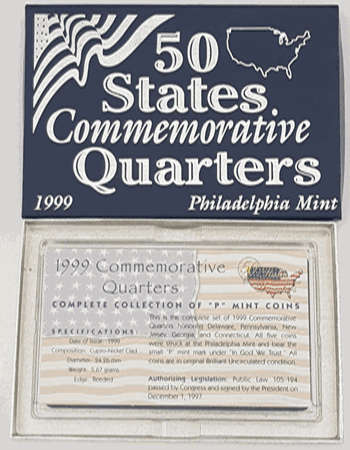 50
States
Commemorative
Quarters
1999 Philadelphia Mint
1999 Commemorative
Quarters
COMPLETE COLLECTION OF "P" MINT COINS
SPECIFICATIONS:
Date of Issue: 1999
Composition: Cupro-Nickel Clad
Diameter: 24.26 mm
Weight: 5.67 grams
Edge: Reeded
This is the complete set of 1999 Commemorative
Quarters honoring Delaware, Pennsylvania, New
Jersey, Georgia, and Connecticut. All five coins
were struck at the Philadelphia Mint and bear the
small "P" mint mark under "In God We Trust." All
coins are in original Brilliant Uncirculated condition.
Authorizing Legislation: Public Law 105-194
passed by Congress and signed by the President on
December 1, 1997